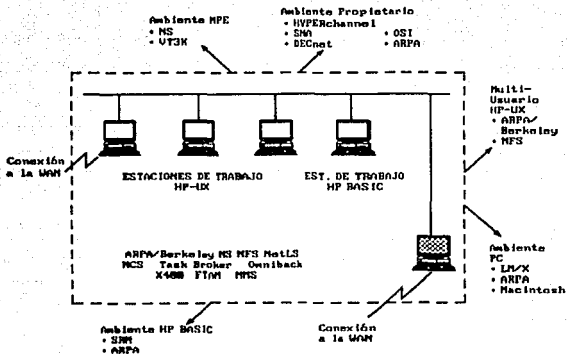 Ambiente MPE
• NS
• VT3K
Ambiente Propietario
• HYPERchannel
• SNA • OSI
• DECnet • ARPA
Multi-
Usuario
HP-UX
• ARPA/
Berkeley
• NFS
Conexión
a la WAN
ESTACIONES DE TRABAJO
HP-UX
EST. DE TRABAJO
HP BASIC
ARPA/Berkeley NS NFS NetLS
NCS Task Broker Omniback
X400 FTAM MMS
Ambiente
PC
• LM/X
• ARPA
• Macintosh
Ambiente HP BASIC
• SRM
• ARPA
Conexión
a la WAN